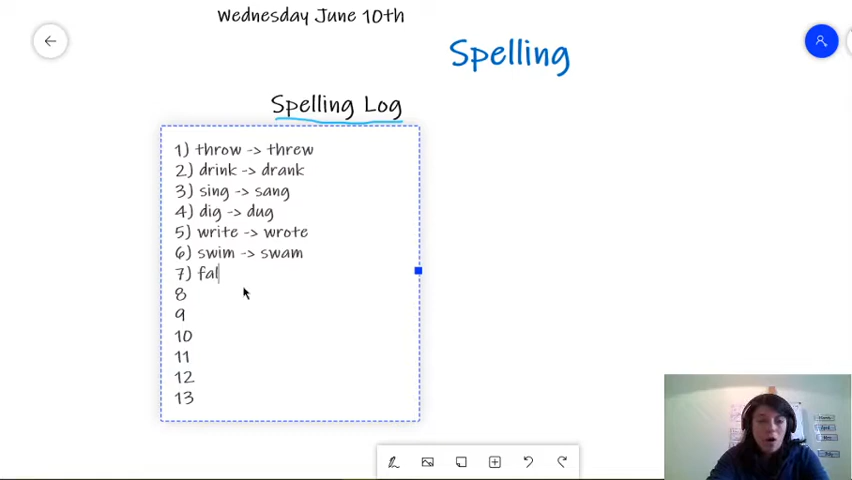 Wednesday June 10th
Spelling
Spelling Log
1) throw -> threw
2) drink -> drank
3) sing -> sang
4) dig -> dug
5) write -> wrote
6) swim -> swam
7) fal
8
9
10
11
12
13